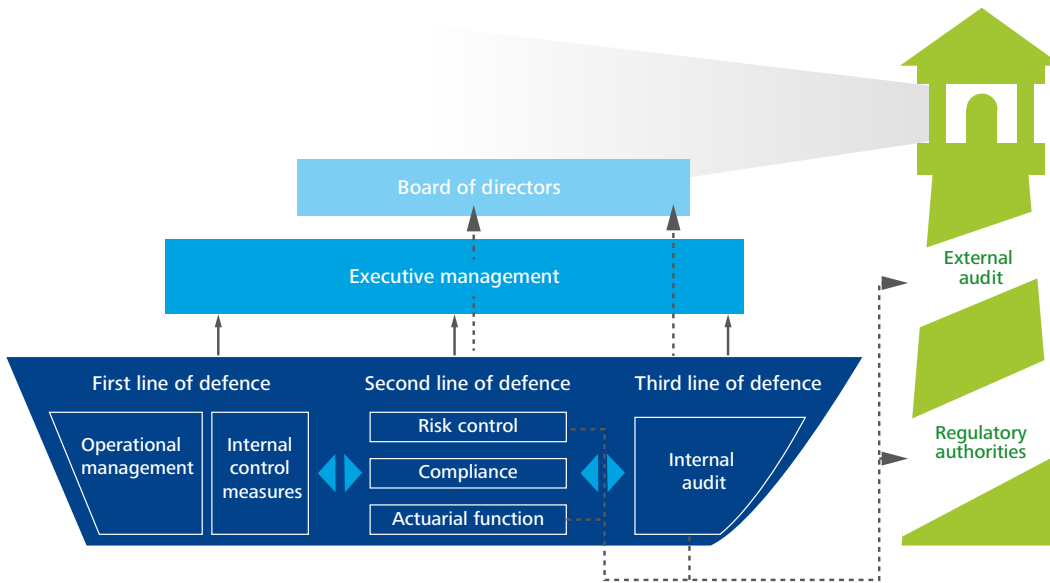 Board of directors
Executive management
External
audit
First line of defence
Second line of defence
Third line of defence
Operational
management
Internal
control
measures
Risk control
Compliance
Actuarial function
Internal
audit
Regulatory
authorities